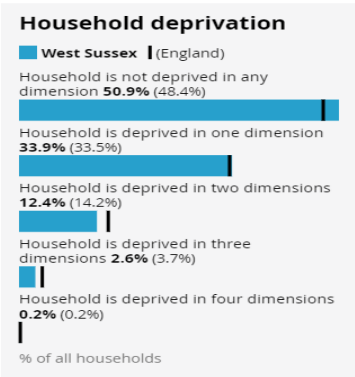 Household deprivation
West Sussex (England)
Household is not deprived in any
dimension 50.9% (48.4%)
Household is deprived in one dimension
33.9% (33.5%)
Household is deprived in two dimensions
12.4% (14.2%)
Household is deprived in three
dimensions 2.6% (3.7%)
Household is deprived in four dimensions
0.2% (0.2%)
% of all households